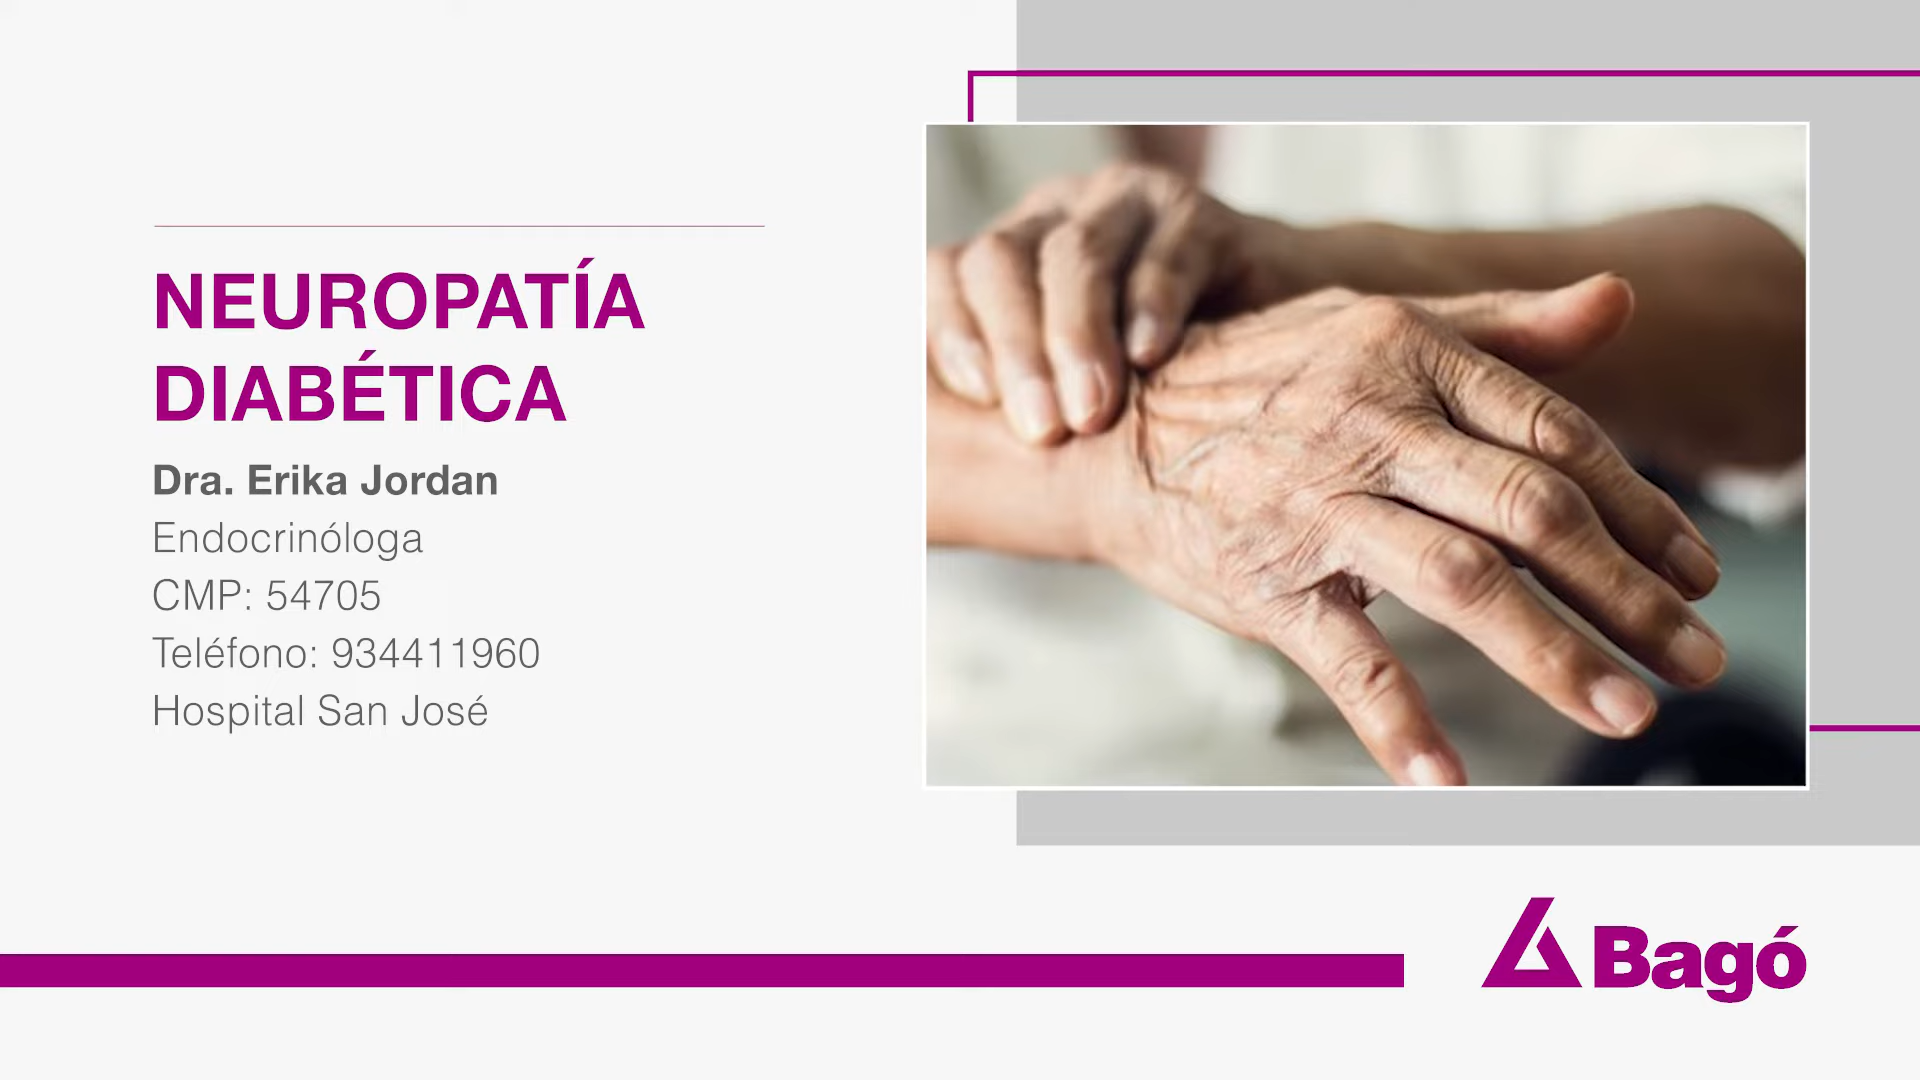 NEUROPATÍA
DIABÉTICA
Dra. Erika Jordan
Endocrinóloga
CMP: 54705
Teléfono: 934411960
Hospital San José
Bagó